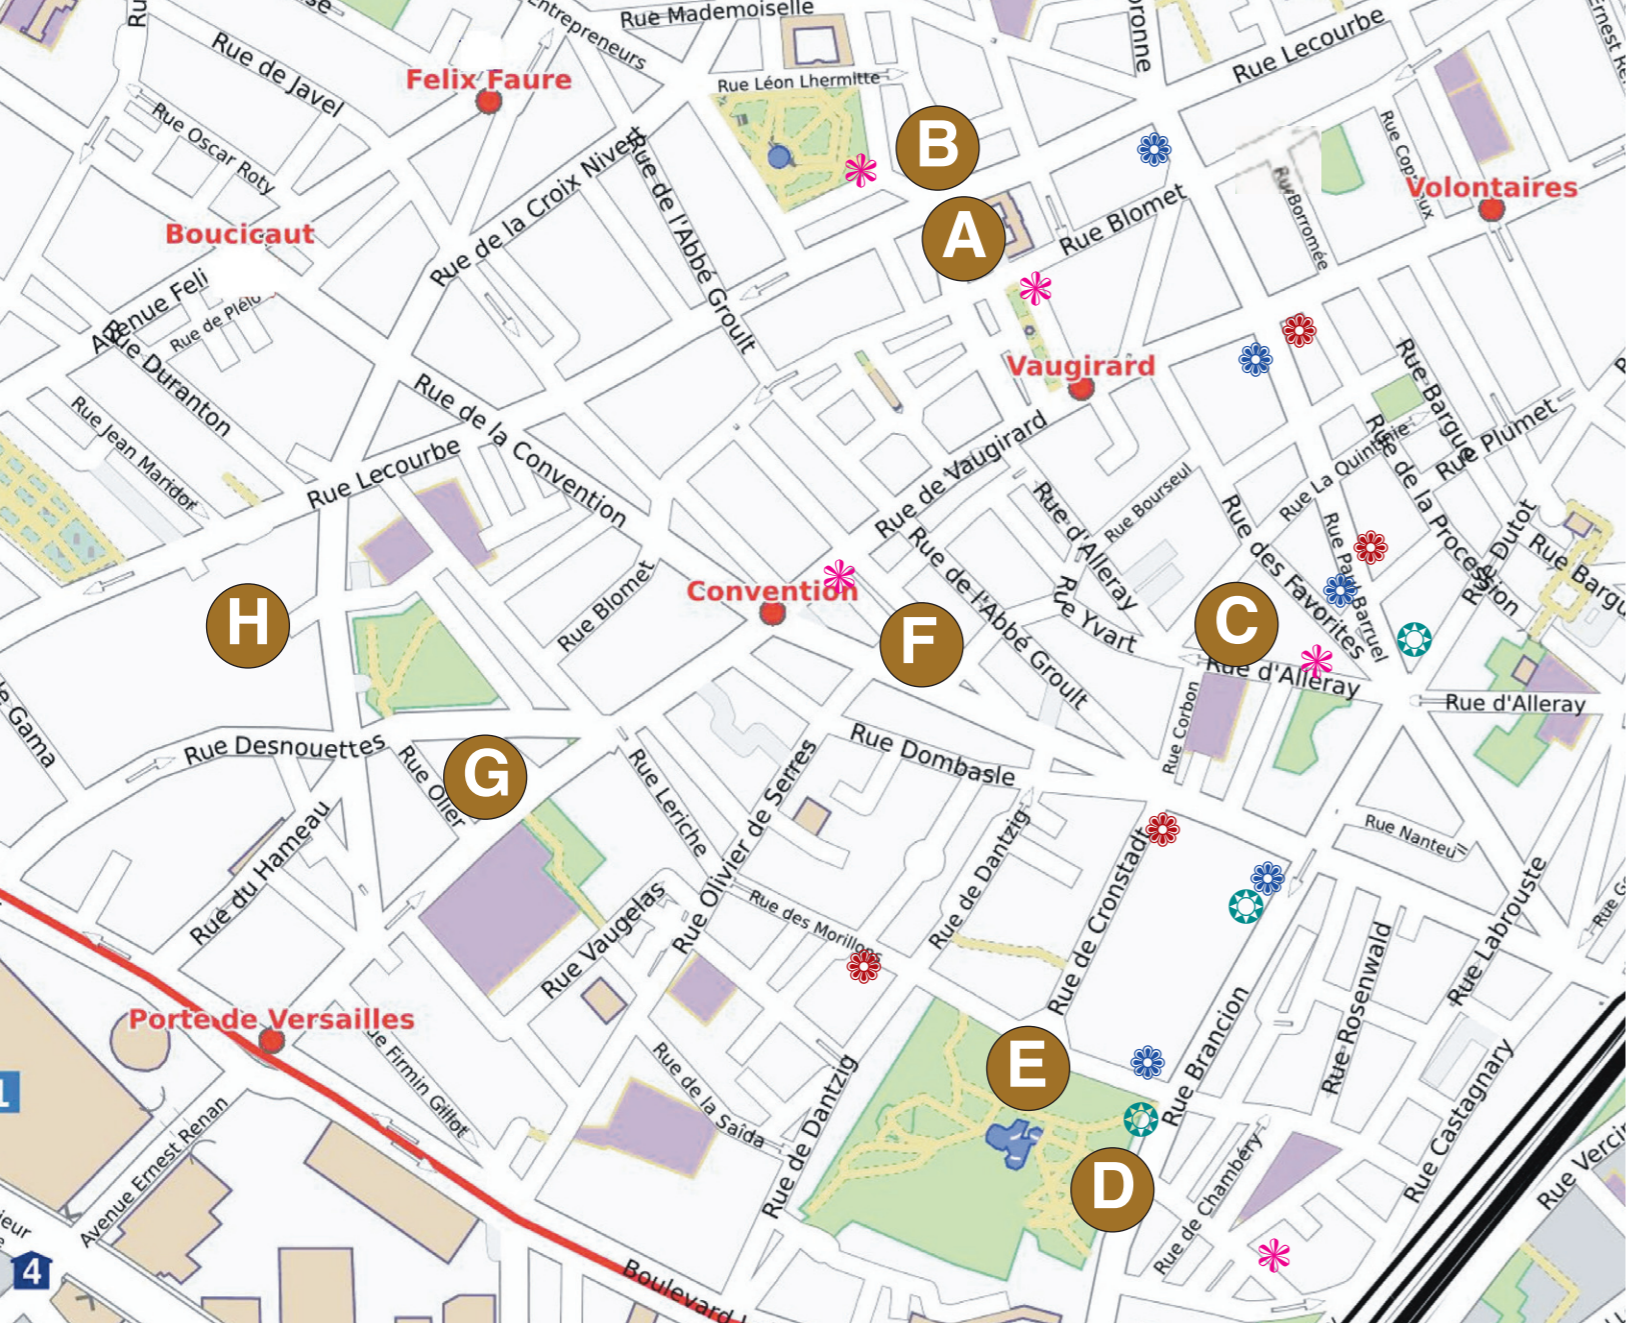 Rue Mademoiselle
Entrepreneurs
Rue de Javel
Felix Faure
Rue Léon Lhermitte
Rue Lecourbe
Rue Oscar Roty
B
Rue de la Croix Nivert
Rue de l'Abbé Groult
Volontaires
Boucicaut
A
Rue Blomet
Rue Borromée
Avenue Feli
Rue de Plélo
Rue Duranton
Vaugirard
Rue de la Convention
Rue Jean Maridor
Rue Lecourbe
Rue de Vaugirard
Rue Bargue
Rue Plumet
Rue La Quintinie
Rue de la Procession
Rue d'Alleray
Rue Bourseul
Rue des Favorites
Rue Dutot
Rue de l'Abbé Groult
Rue Blomet
Convention
Rue Yvart
H
F
C
Rue d'Alleray
Rue d'Alleray
Rue Corbon
Rue Desnouettes
Rue Olier
G
Rue Leriche
Rue Dombasle
Rue Olivier de Serres
Rue Nanteuil
Rue du Hameau
Rue de Dantzig
Rue de Cronstadt
Rue Labrouste
Rue Vaugelas
Rue des Morillons
Rue Rosenwald
Porte de Versailles
Rue Brancion
E
Rue Castagnary
Rue de la Saïda
Rue de Dantzig
Avenue Ernest Renan
D
Rue de Chambéry
4
Boulevard